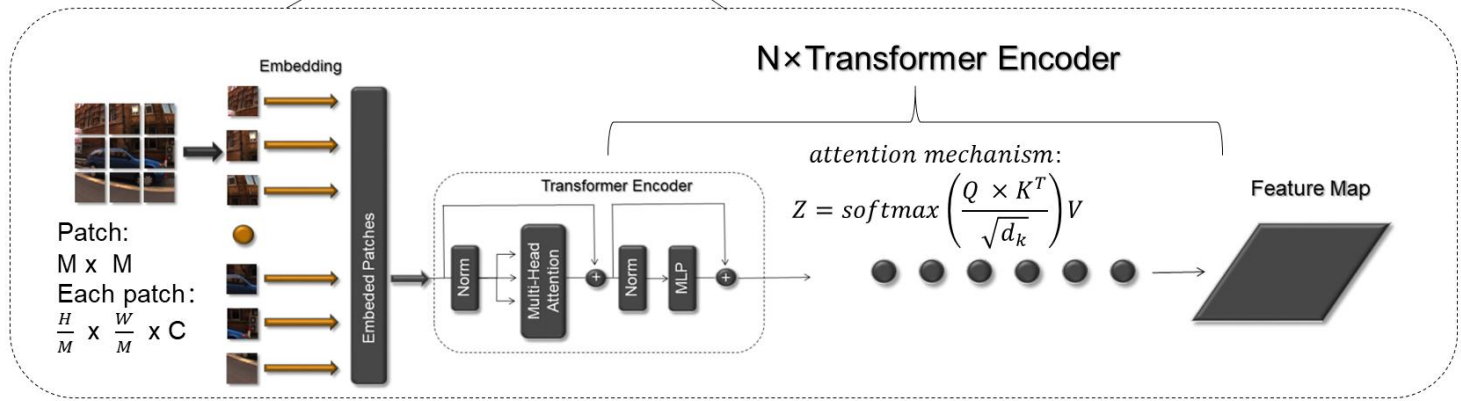 Embedding
N×Transformer Encoder
attention mechanism:
Z = softmax(Q × K^T / √d_k)V
Transformer Encoder
Feature Map
Patch:
M x M
Each patch:
H/M x W/M x C
Embeded Patches
Norm
Multi-Head
Attention
+
Norm
MLP
+